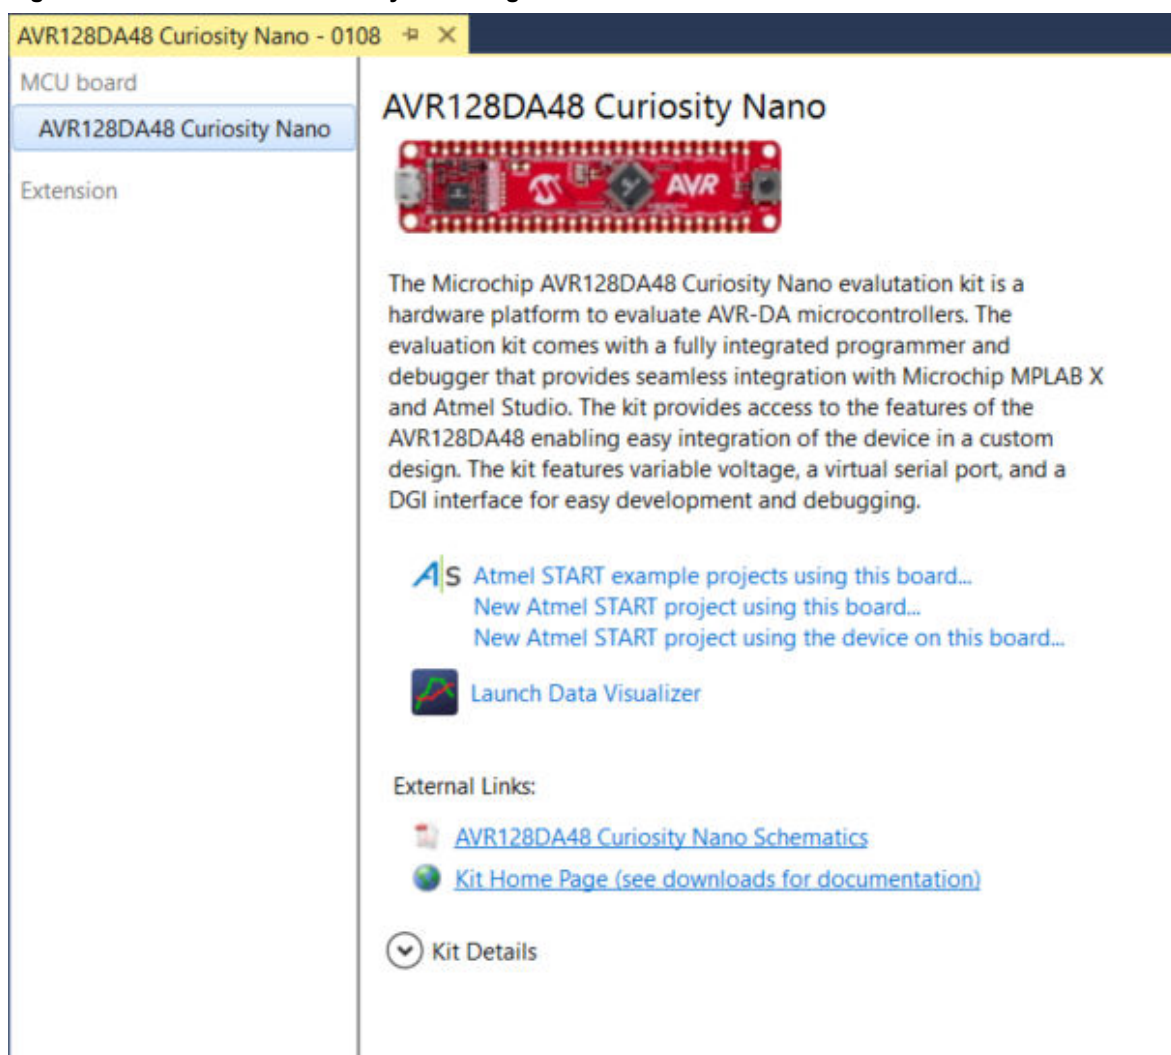 AVR128DA48 Curiosity Nano - 0108
MCU board
AVR128DA48 Curiosity Nano
Extension
AVR128DA48 Curiosity Nano
AVR
The Microchip AVR128DA48 Curiosity Nano evalutation kit is a
hardware platform to evaluate AVR-DA microcontrollers. The
evaluation kit comes with a fully integrated programmer and
debugger that provides seamless integration with Microchip MPLAB X
and Atmel Studio. The kit provides access to the features of the
AVR128DA48 enabling easy integration of the device in a custom
design. The kit features variable voltage, a virtual serial port, and a
DGI interface for easy development and debugging.
AS Atmel START example projects using this board...
New Atmel START project using this board...
New Atmel START project using the device on this board...
Launch Data Visualizer
External Links:
AVR128DA48 Curiosity Nano Schematics
Kit Home Page (see downloads for documentation)
Kit Details